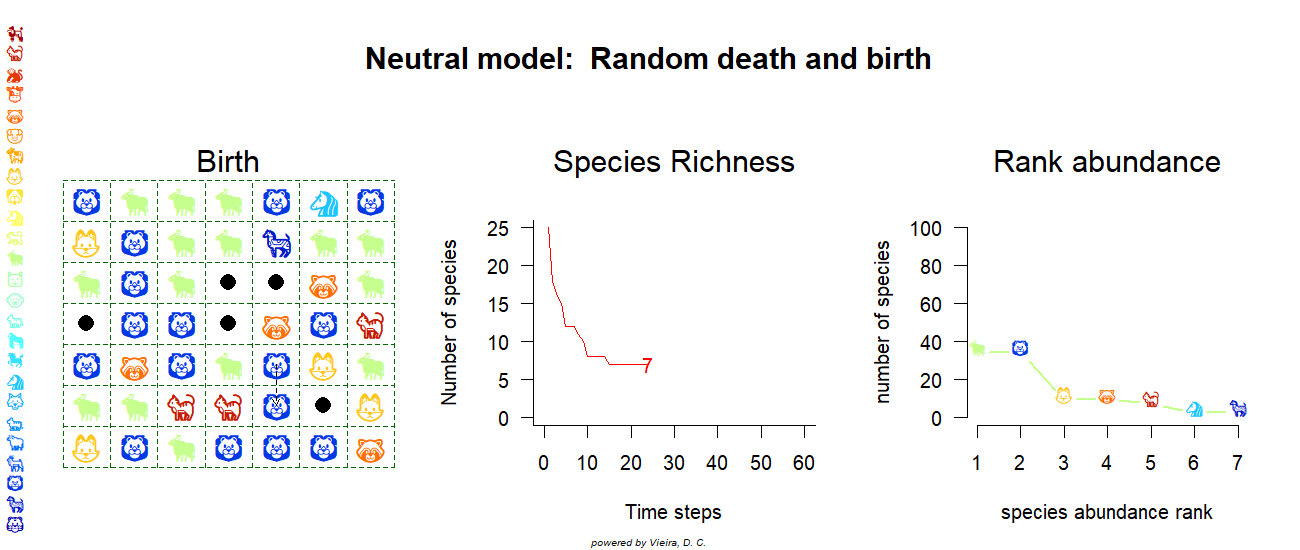 Neutral model:  Random death and birth
Birth
Species Richness
Rank abundance
Number of species
25
20
15
10
5
0
7
0 10 20 30 40 50 60
Time steps
number of species
100
80
60
40
20
0
1 2 3 4 5 6 7
species abundance rank
powered by Vieira, D. C.